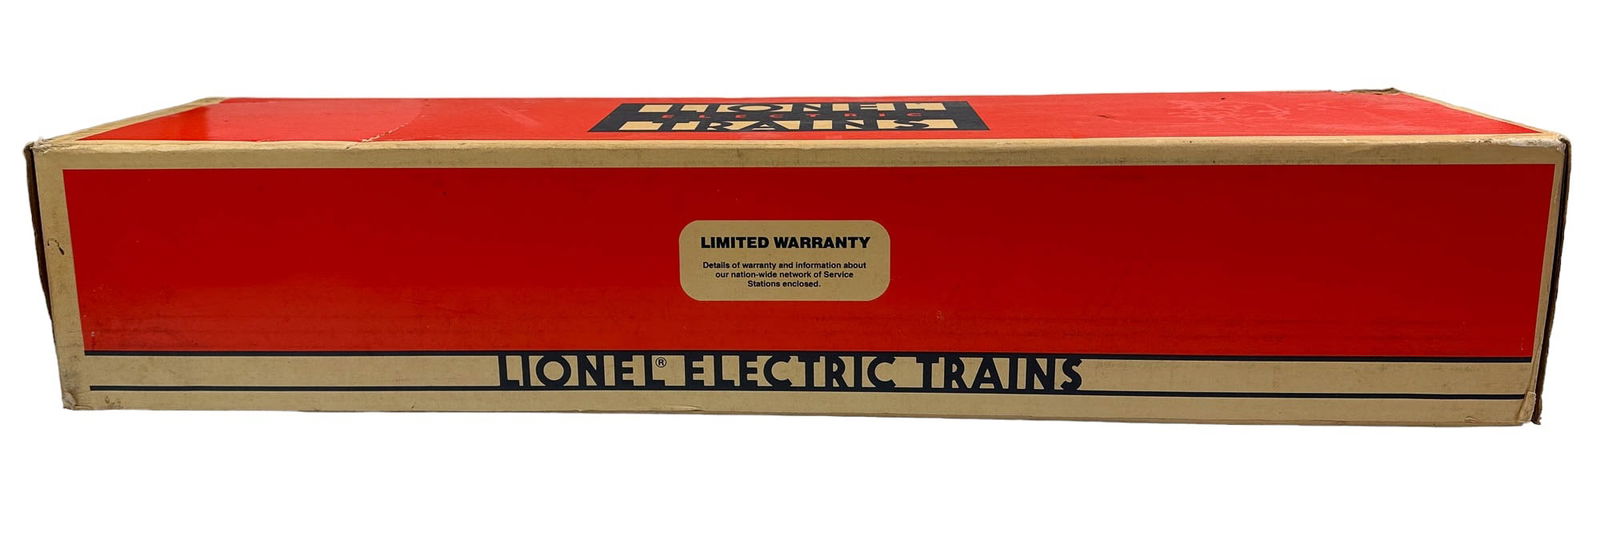 LIONEL
ELECTRIC
TRAINS
LIMITED WARRANTY
Details of warranty and information about
our nation-wide network of Service
Stations enclosed.
LIONEL® ELECTRIC TRAINS